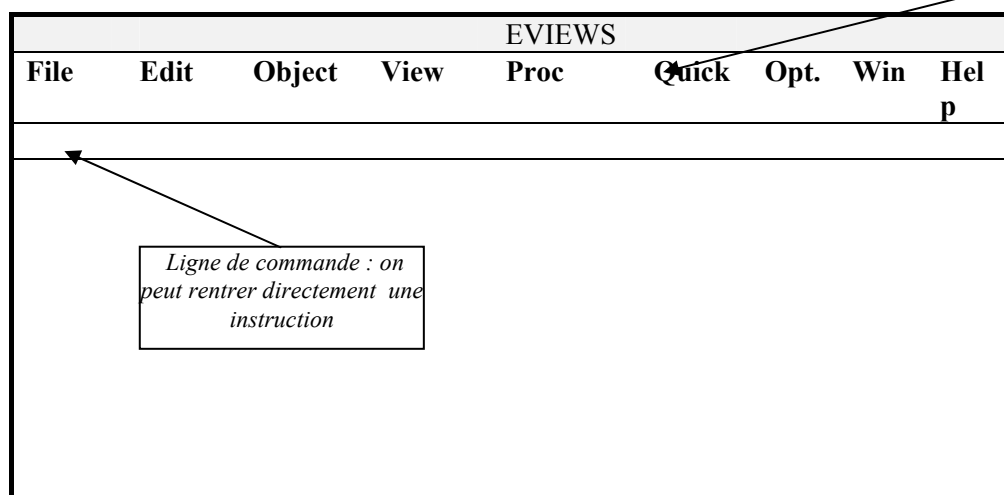 EVIEWS
File Edit Object View Proc Quick Opt. Win Hel
p
Ligne de commande : on
peut rentrer directement une
instruction